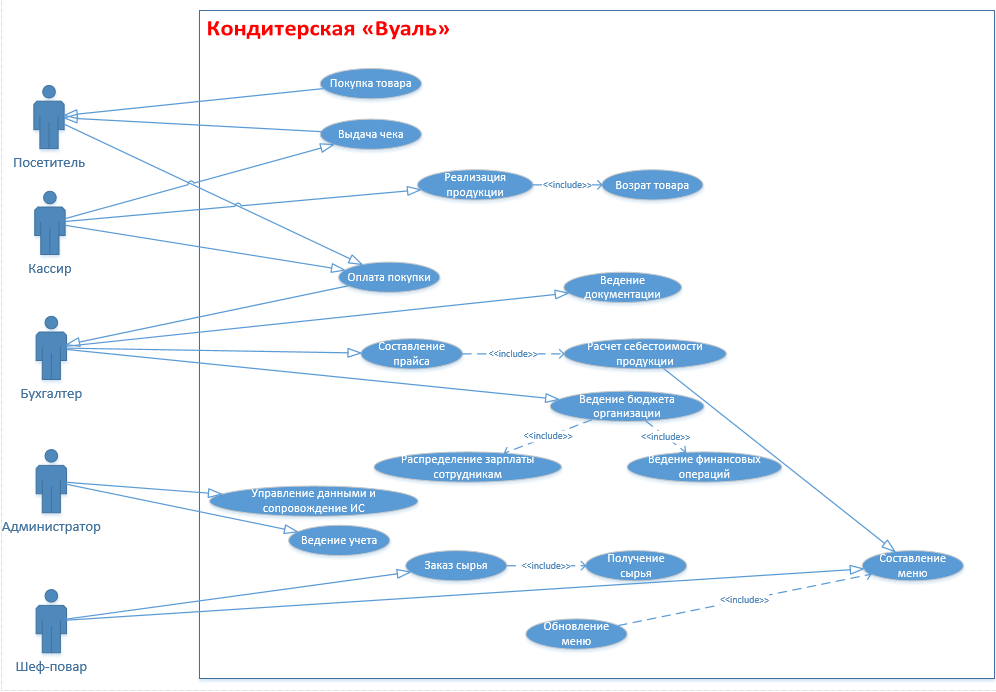 Кондитерская «Вуаль»
Покупка товара
Посетитель
Выдача чека
Реализация
продукции
<<include>>
Возрат товара
Кассир
Оплата покупки
Ведение
документации
Бухгалтер
Составление
прайса
<<include>>
Расчет себестоимости
продукции
Ведение бюджета
организации
<<include>>
<<include>>
Распределение зарплаты
сотрудникам
Ведение финансовых
операций
Администратор
Управление данными и
сопровождение ИС
Ведение учета
Заказ сырья
<<include>>
Получение
сырья
Составление
меню
<<include>>
Обновление
меню
Шеф-повар